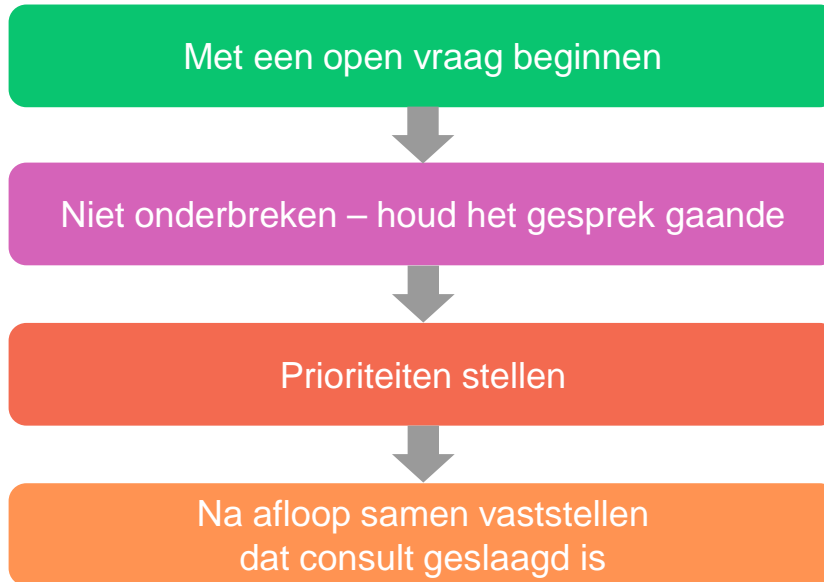 Met een open vraag beginnen
Niet onderbreken – houd het gesprek gaande
Prioriteiten stellen
Na afloop samen vaststellen
dat consult geslaagd is